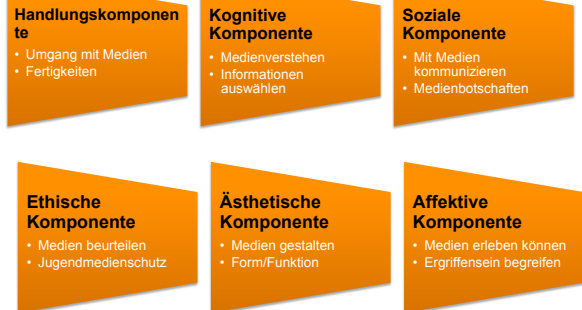 Handlungskomponen
te
• Umgang mit Medien
• Fertigkeiten
Kognitive
Komponente
• Medienverstehen
• Informationen
auswählen
Soziale
Komponente
• Mit Medien
kommunizieren
• Medienbotschaften
Ethische
Komponente
• Medien beurteilen
• Jugendmedienschutz
Ästhetische
Komponente
• Medien gestalten
• Form/Funktion
Affektive
Komponente
• Medien erleben können
• Ergriffensein begreifen